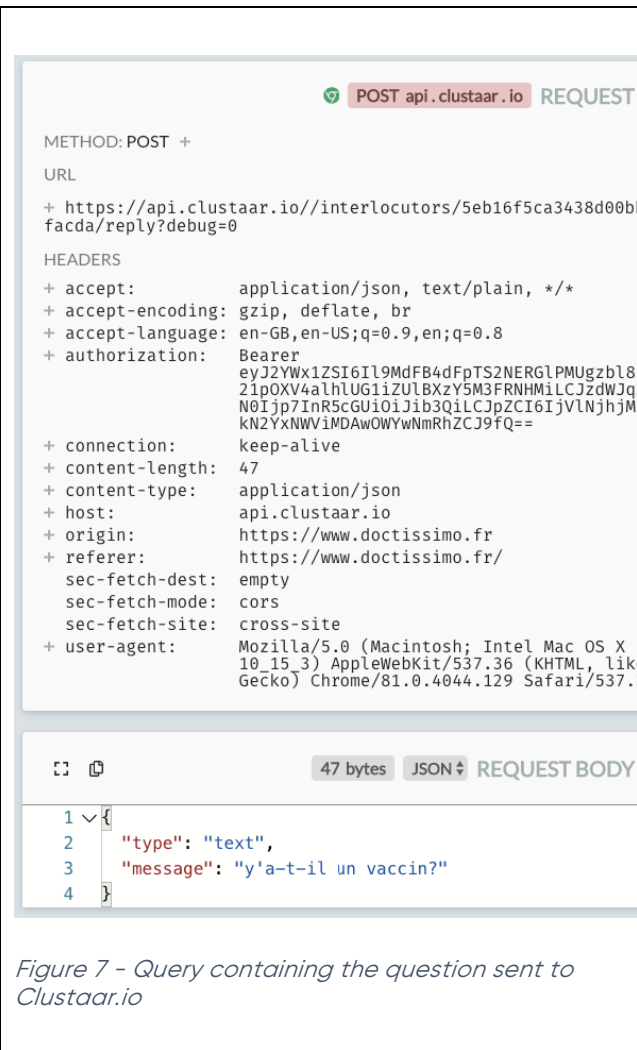 POST api.clustaar.io REQUEST
METHOD: POST +
URL
+ https://api.clustaar.io//interlocutors/5eb16f5ca3438d00b
facda/reply?debug=0
HEADERS
+ accept: application/json, text/plain, */*
+ accept-encoding: gzip, deflate, br
+ accept-language: en-GB,en-US;q=0.9,en;q=0.8
+ authorization: Bearer
eyJ2YWx1ZSI6Il9MdFB4dFpTS2NERGlPMUgzbl8
21pOXV4alhlUG1iZUlBXzY5M3FRNHMiLCJzdWJq
N0Ijp7InR5cGUiOiJib3QiLCJpZCI6IjVlNjhjM
kN2YxNWViMDAwOWYwNmRhZCJ9fQ==
+ connection: keep-alive
+ content-length: 47
+ content-type: application/json
+ host: api.clustaar.io
+ origin: https://www.doctissimo.fr
+ referer: https://www.doctissimo.fr/
sec-fetch-dest: empty
sec-fetch-mode: cors
sec-fetch-site: cross-site
+ user-agent: Mozilla/5.0 (Macintosh; Intel Mac OS X
10_15_3) AppleWebKit/537.36 (KHTML, lik
Gecko) Chrome/81.0.4044.129 Safari/537.
47 bytes JSON REQUEST BODY
1 {
2 "type": "text",
3 "message": "y'a-t-il un vaccin?"
4 }
Figure 7 - Query containing the question sent to
Clustaar.io